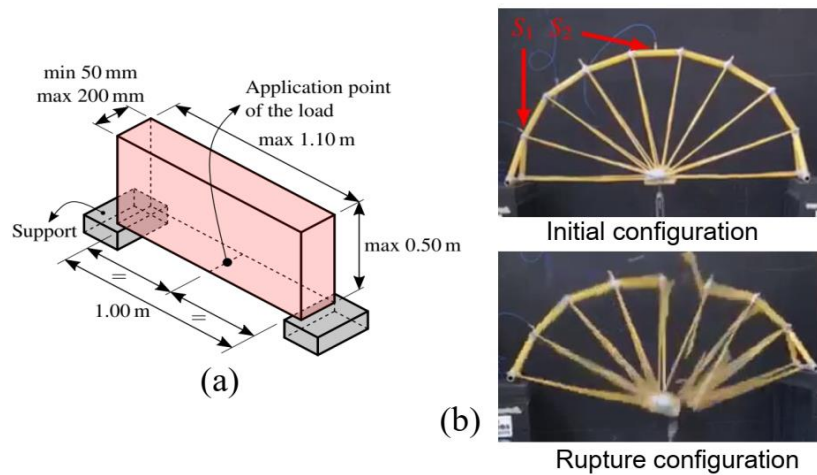 min 50 mm
max 200 mm
Application point
of the load
max 1.10 m
Support
max 0.50 m
=
1.00 m
=
(a)
S₁ S₂
Initial configuration
(b)
Rupture configuration